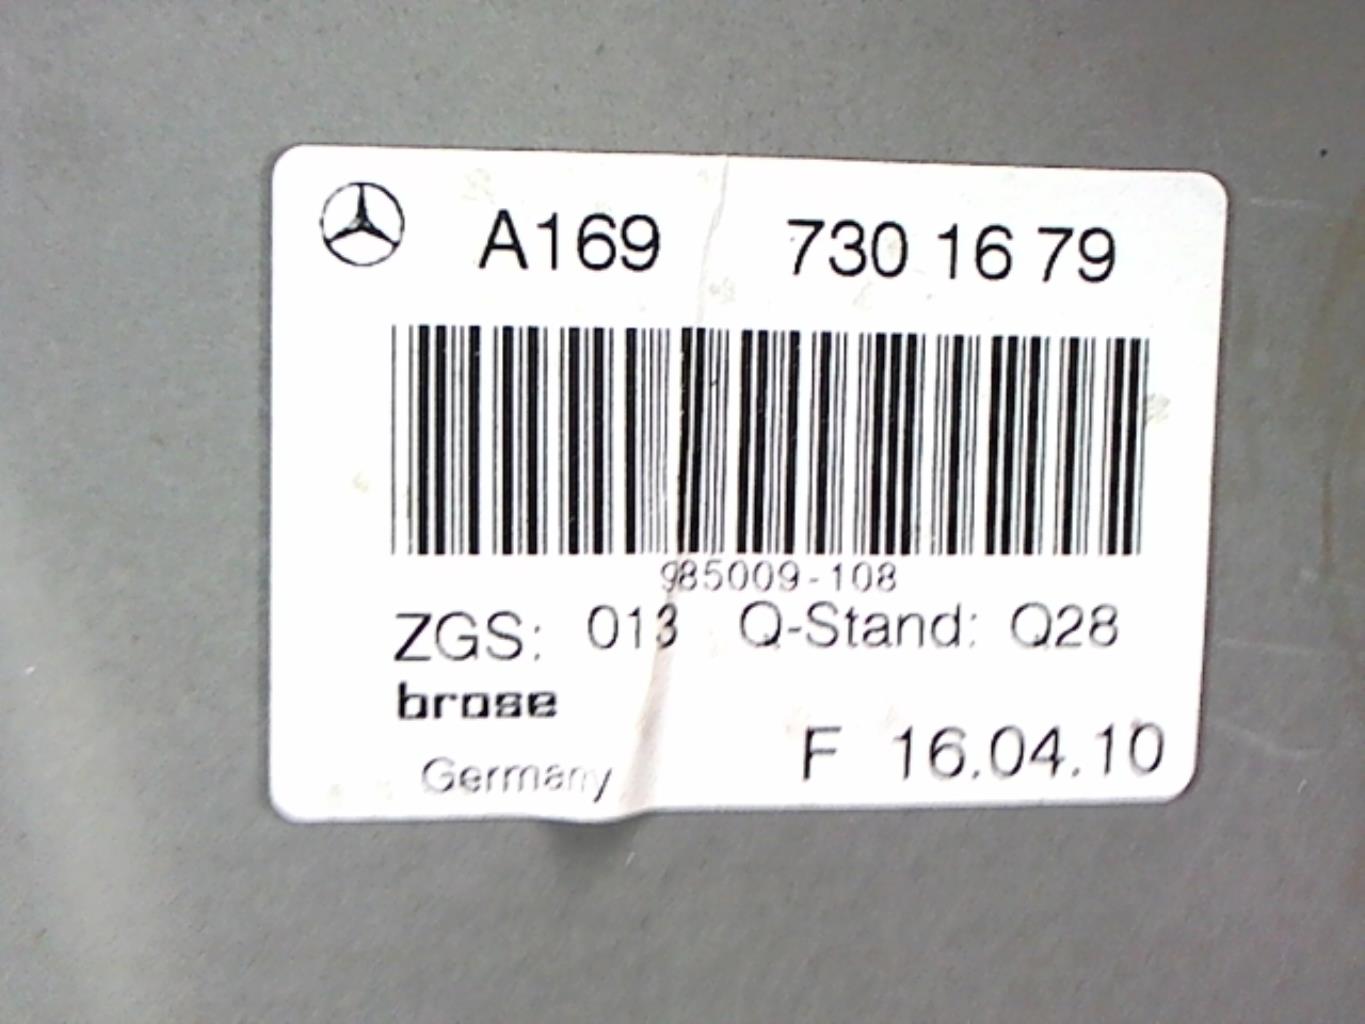 A169 730 16 79
985009-108
ZGS: 013 Q-Stand: Q28
brose
F 16.04.10
Germany